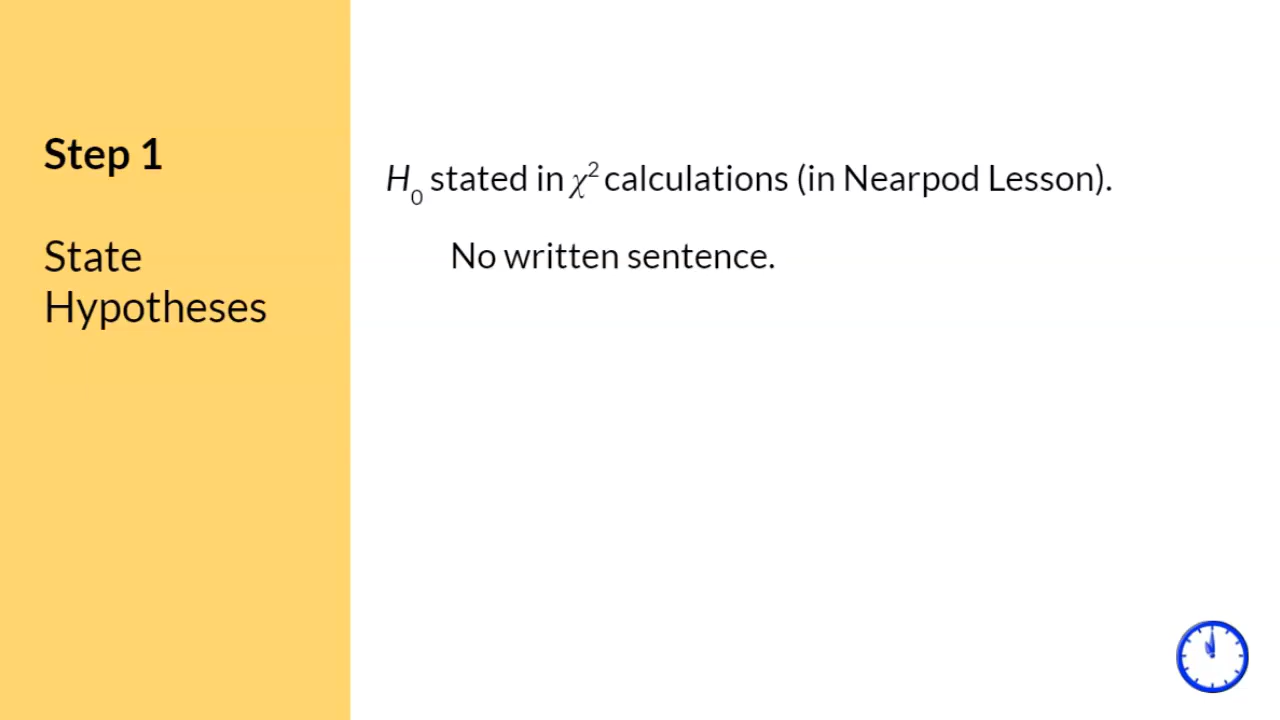 Step 1
State
Hypotheses
H₀ stated in χ² calculations (in Nearpod Lesson).
No written sentence.